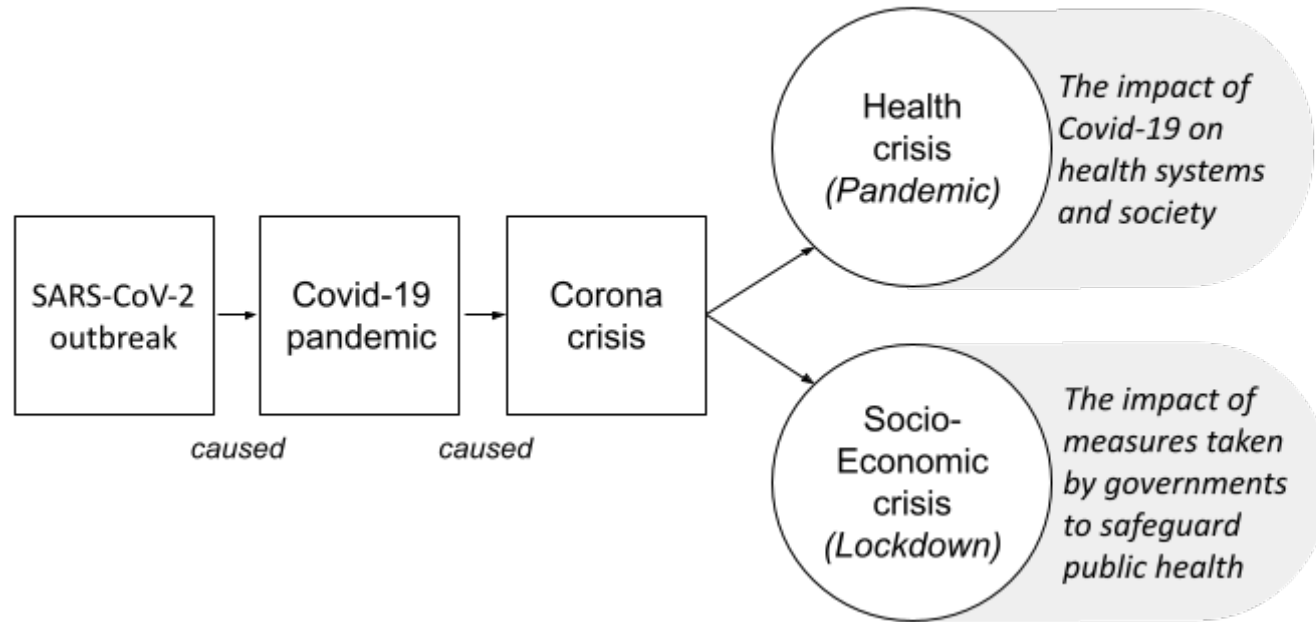 SARS-CoV-2
outbreak
caused
Covid-19
pandemic
caused
Corona
crisis
Health
crisis
(Pandemic)
The impact of
Covid-19 on
health systems
and society
Socio-
Economic
crisis
(Lockdown)
The impact of
measures taken
by governments
to safeguard
public health